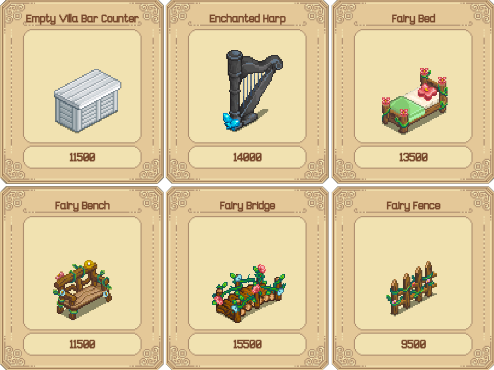 Empty Villa Bar Counter
11500
Enchanted Harp
14000
Fairy Bed
13500
Fairy Bench
11500
Fairy Bridge
15500
Fairy Fence
9500